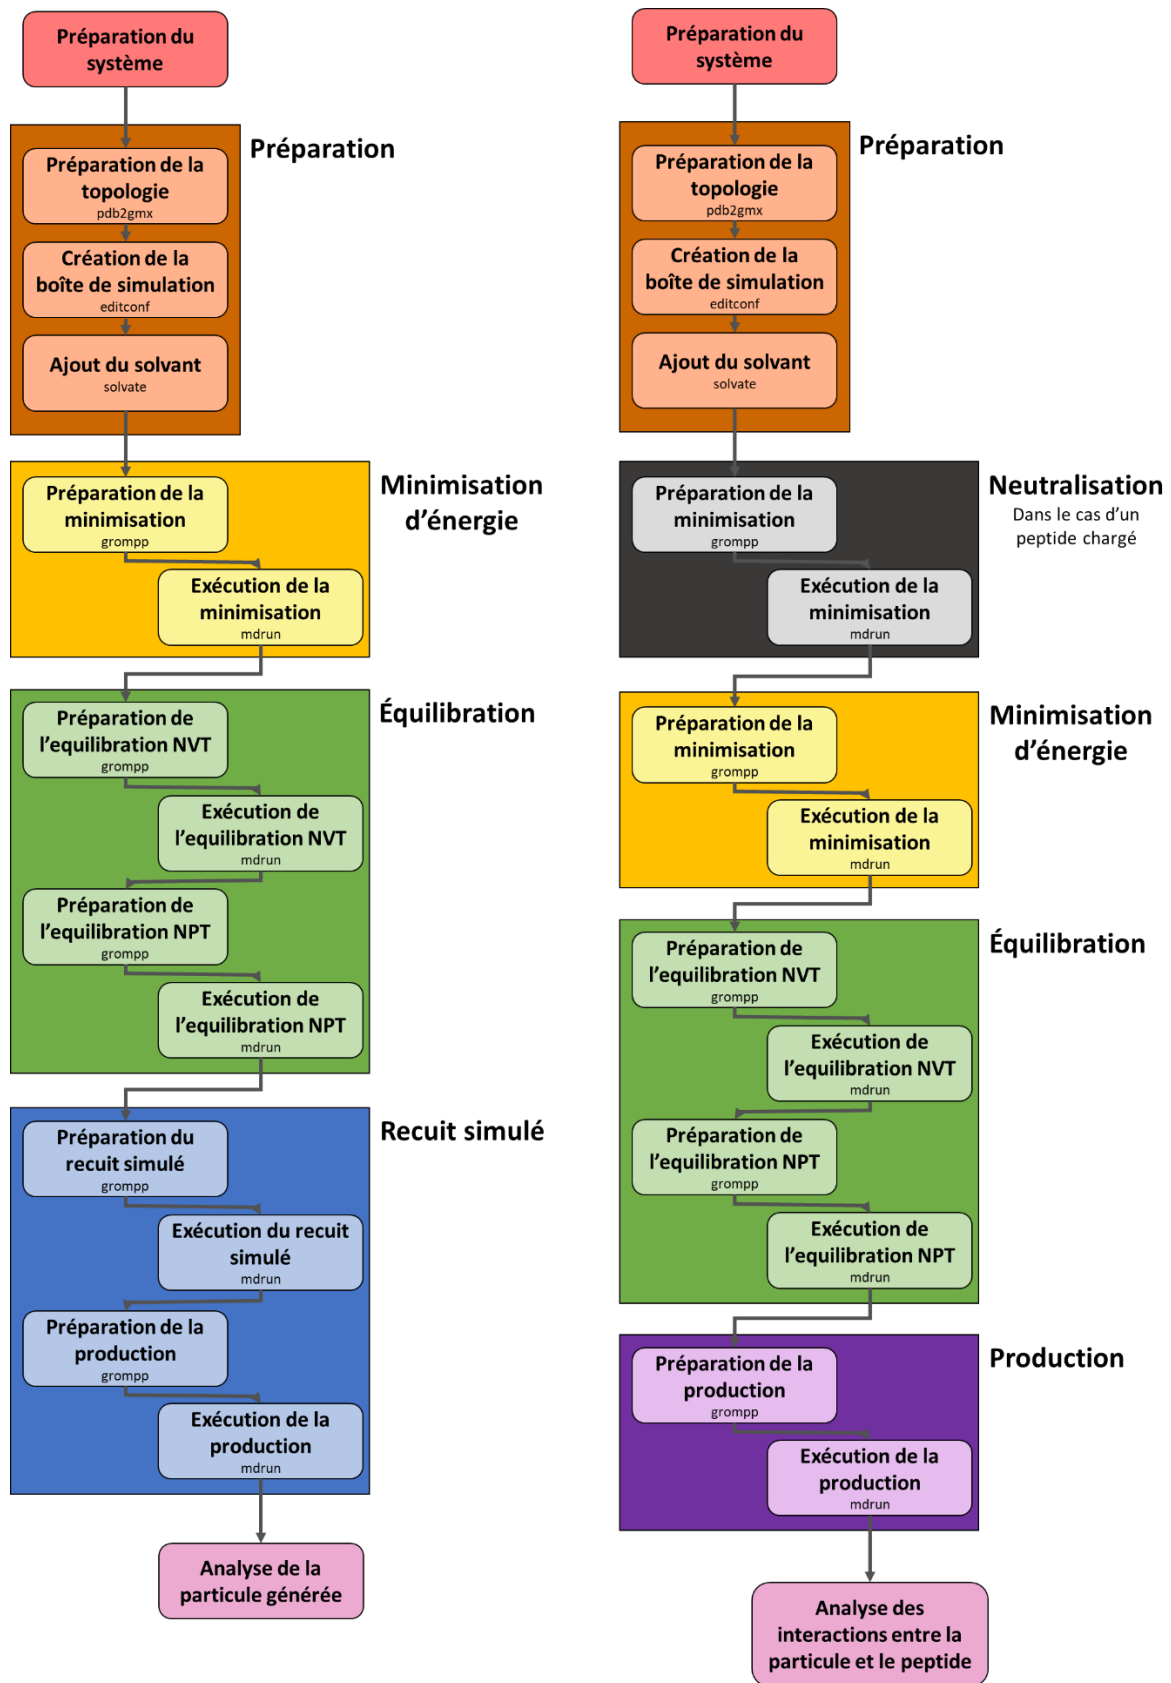 Préparation du
système
Préparation
Préparation de la
topologie
pdb2gmx
Création de la
boîte de simulation
editconf
Ajout du solvant
solvate
Minimisation
d’énergie
Préparation de la
minimisation
grompp
Exécution de la
minimisation
mdrun
Équilibration
Préparation de
l’equilibration NVT
grompp
Exécution de
l’equilibration NVT
mdrun
Préparation de
l’equilibration NPT
grompp
Exécution de
l’equilibration NPT
mdrun
Recuit simulé
Préparation du
recuit simulé
grompp
Exécution du recuit
simulé
mdrun
Préparation de la
production
grompp
Exécution de la
production
mdrun
Analyse de la
particule générée
Préparation du
système
Préparation
Préparation de la
topologie
pdb2gmx
Création de la
boîte de simulation
editconf
Ajout du solvant
solvate
Neutralisation
Dans le cas d’un
peptide chargé
Préparation de la
minimisation
grompp
Exécution de la
minimisation
mdrun
Minimisation
d’énergie
Préparation de la
minimisation
grompp
Exécution de la
minimisation
mdrun
Équilibration
Préparation de
l’equilibration NVT
grompp
Exécution de
l’equilibration NVT
mdrun
Préparation de
l’equilibration NPT
grompp
Exécution de
l’equilibration NPT
mdrun
Production
Préparation de la
production
grompp
Exécution de la
production
mdrun
Analyse des
interactions entre la
particule et le peptide